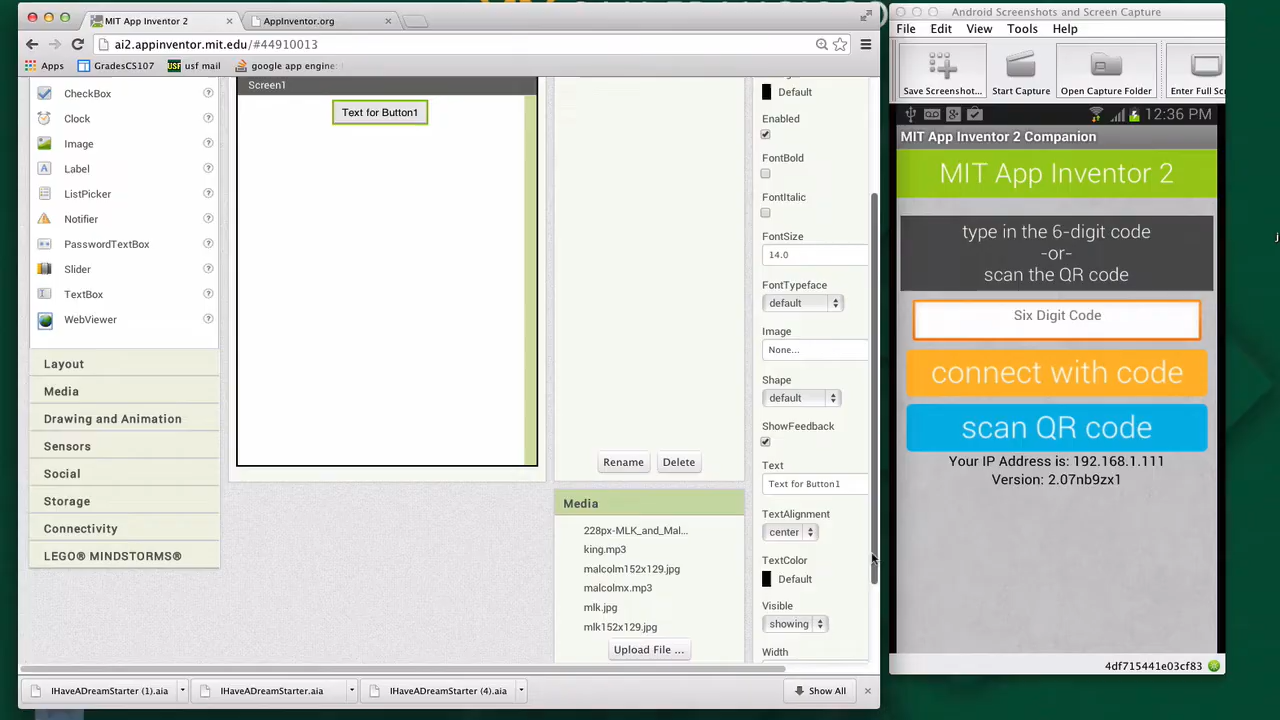 MIT App Inventor 2
AppInventor.org
ai2.appinventor.mit.edu/#44910013
Apps
GradesCS107
USF
usf mail
google app engine:
CheckBox
Clock
Image
Label
ListPicker
Notifier
PasswordTextBox
Slider
TextBox
WebViewer
Layout
Media
Drawing and Animation
Sensors
Social
Storage
Connectivity
LEGO® MINDSTORMS®
Screen1
Text for Button1
Rename
Delete
Media
228px-MLK_and_Mal...
king.mp3
malcolm152x129.jpg
malcolmx.mp3
mlk.jpg
mlk152x129.jpg
Upload File ...
Default
Enabled
FontBold
FontItalic
FontSize
14.0
FontTypeface
default
Image
None...
Shape
default
ShowFeedback
Text
Text for Button1
TextAlignment
center
TextColor
Default
Visible
showing
Width
IHaveADreamStarter (1).aia
IHaveADreamStarter.aia
IHaveADreamStarter (4).aia
Show All
Android Screenshots and Screen Capture
File
Edit
View
Tools
Help
Save Screenshot...
Start Capture
Open Capture Folder
Enter Full Scr
12:36 PM
MIT App Inventor 2 Companion
MIT App Inventor 2
type in the 6-digit code
-or-
scan the QR code
Six Digit Code
connect with code
scan QR code
Your IP Address is: 192.168.1.111
Version: 2.07nb9zx1
4df715441e03cf83